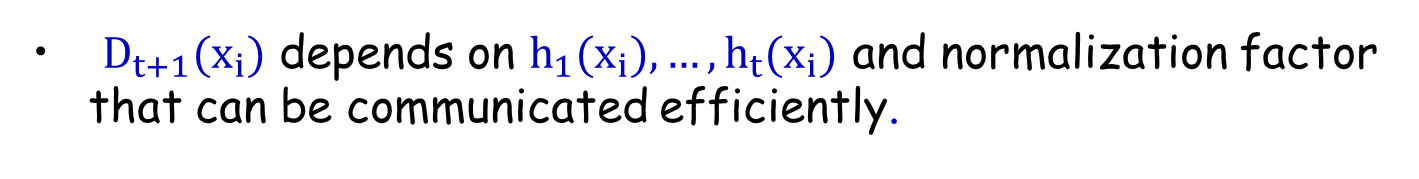 • D_{t+1}(x_i) depends on h_1(x_i), … , h_t(x_i) and normalization factor
that can be communicated efficiently.